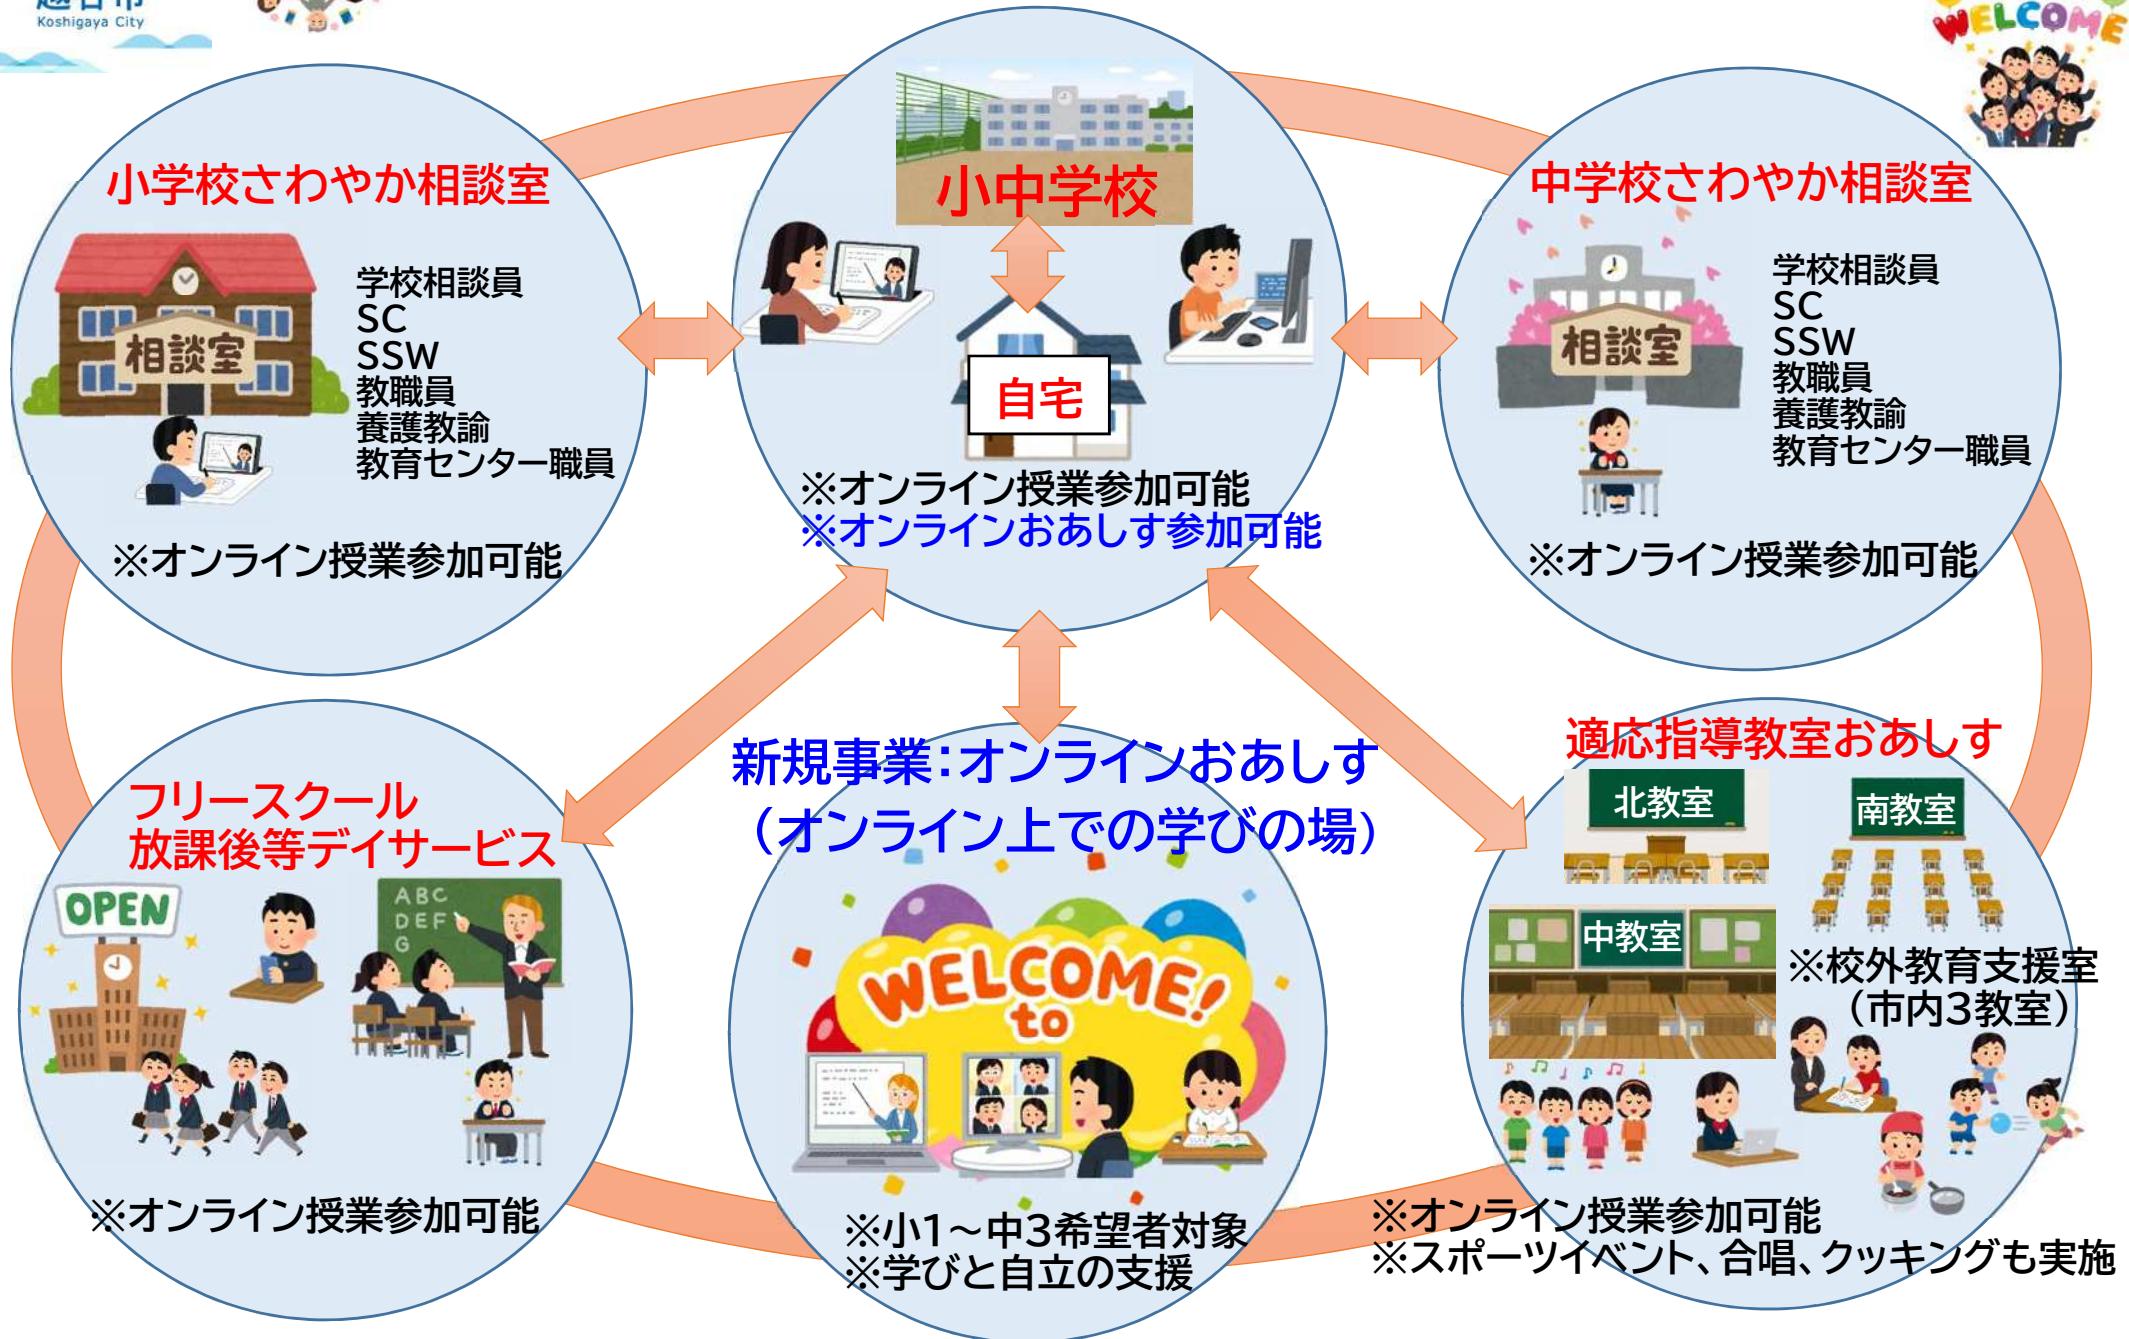 越谷市
Koshigaya City
WELCOME
小学校さわやか相談室
相談室
学校相談員
SC
SSW
教職員
養護教諭
教育センター職員
※オンライン授業参加可能
小中学校
自宅
※オンライン授業参加可能
※オンラインおあしす参加可能
中学校さわやか相談室
相談室
学校相談員
SC
SSW
教職員
養護教諭
教育センター職員
※オンライン授業参加可能
フリースクール
放課後等デイサービス
OPEN
ABC
DEF
G
※オンライン授業参加可能
新規事業：オンラインおあしす
（オンライン上での学びの場）
WELCOME!
to
※小1～中3希望者対象
※学びと自立の支援
適応指導教室おあしす
北教室
南教室
中教室
※校外教育支援室
（市内3教室）
※オンライン授業参加可能
※スポーツイベント、合唱、クッキングも実施